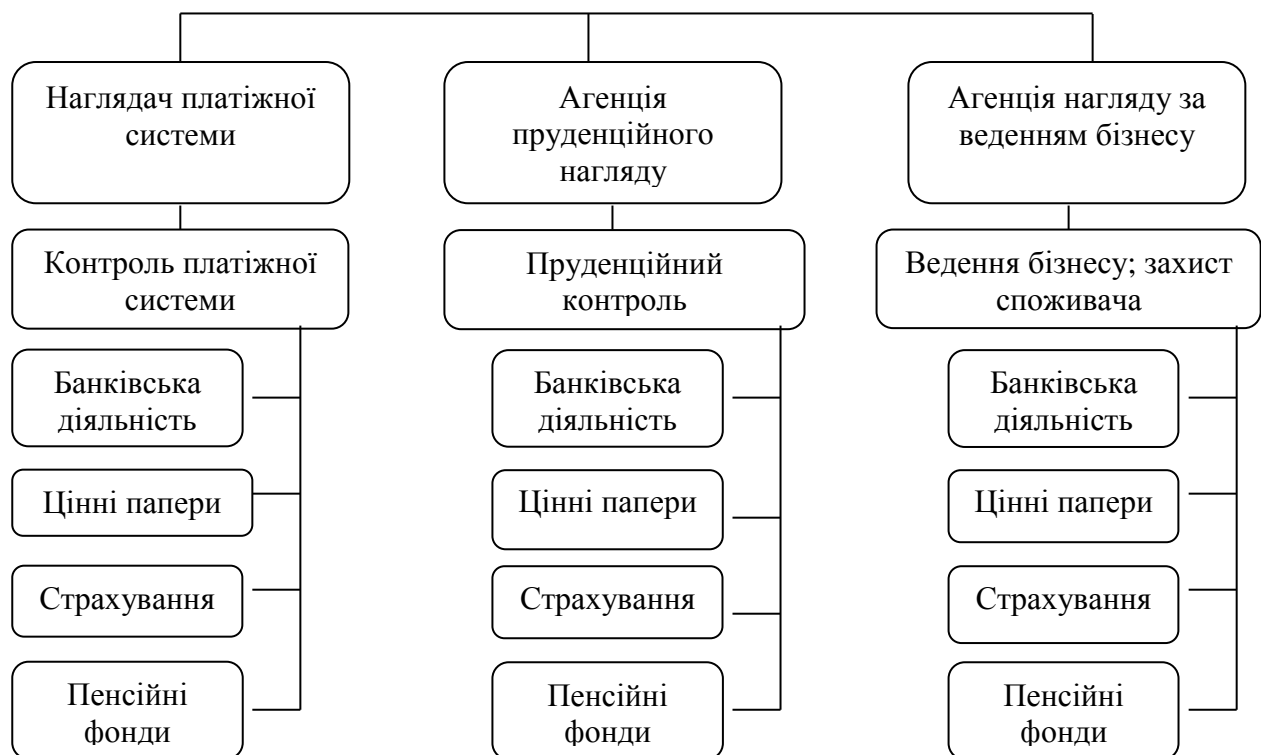 Наглядач платіжної
системи
Агенція
пруденційного
нагляду
Агенція нагляду за
веденням бізнесу
Контроль платіжної
системи
Пруденційний
контроль
Ведення бізнесу; захист
споживача
Банківська
діяльність
Банківська
діяльність
Банківська
діяльність
Цінні папери
Цінні папери
Цінні папери
Страхування
Страхування
Страхування
Пенсійні
фонди
Пенсійні
фонди
Пенсійні
фонди